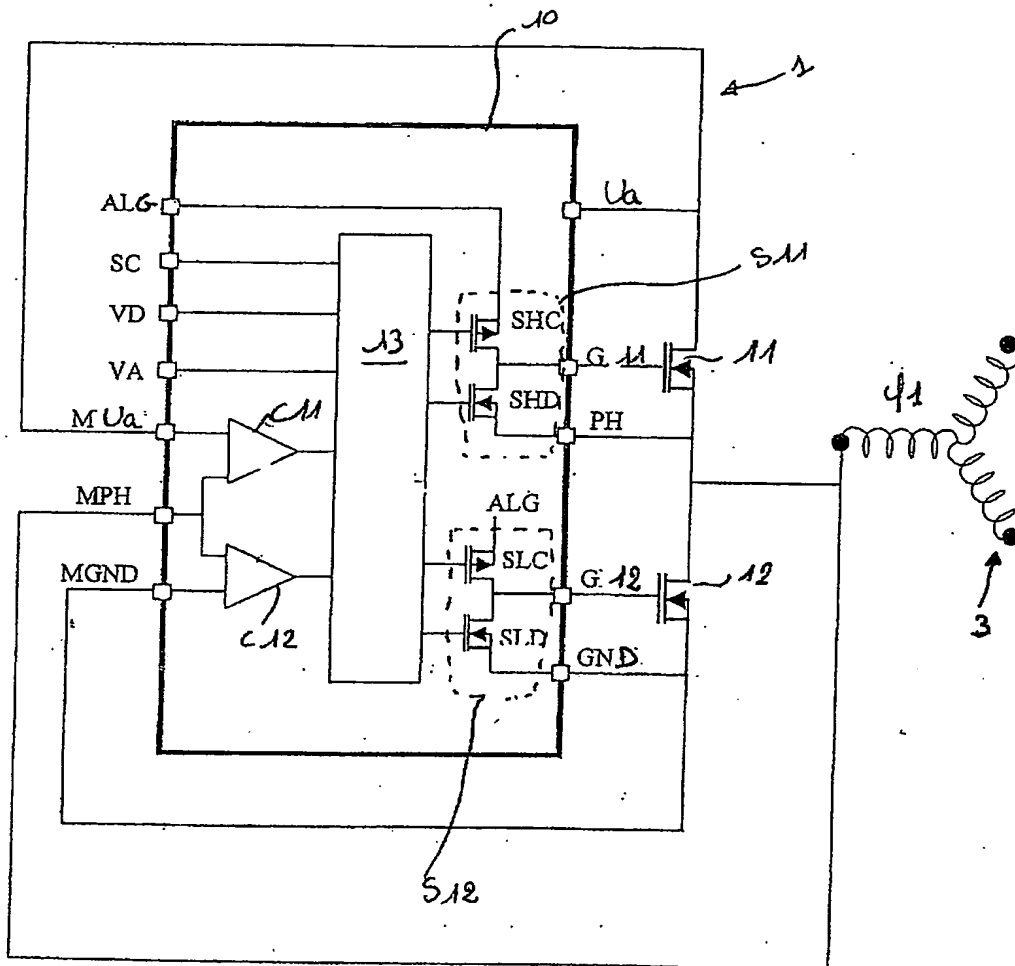 10
1
ALG
Ua
SC
S11
VD
SHC
13
VA
G 11
11
SHD
φ1
M Ua
C11
PH
MPH
ALG
SLC
G 12
12
MGND
C12
SLD
GND
3
S12